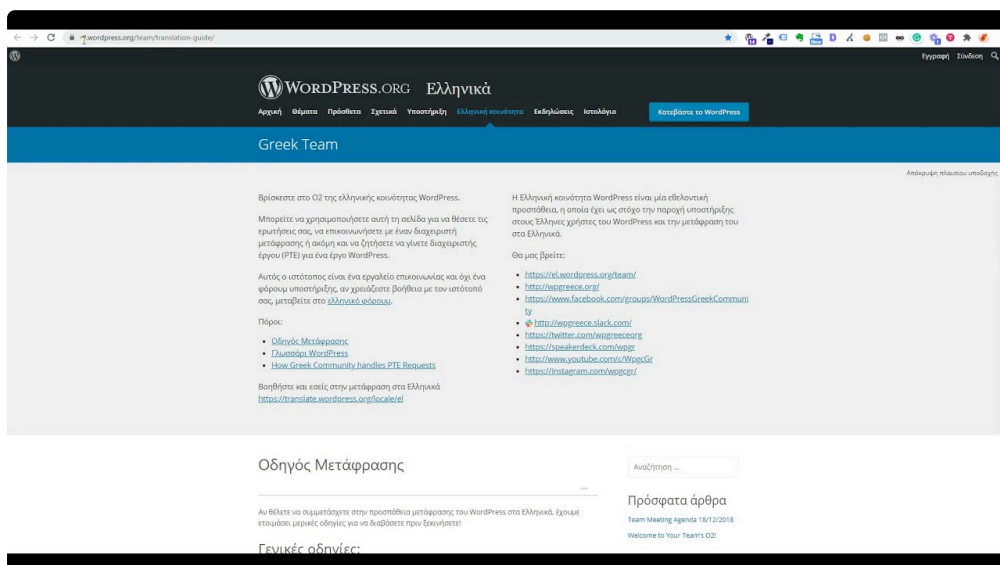 wordpress.org/team/translation-guide/
Εγγραφή Σύνδεση
WORDPRESS.ORG Ελληνικά
Αρχική Θέματα Πρόσθετα Σχετικά Υποστήριξη Ελληνική κοινότητα Εκδηλώσεις Ιστολόγιο Κατεβάστε το WordPress
Greek Team
Απόκρυψη πλαισίου υποδοχής
Βρίσκεστε στο O2 της ελληνικής κοινότητας WordPress.
Μπορείτε να χρησιμοποιήσετε αυτή τη σελίδα για να θέσετε τις
ερωτήσεις σας, να επικοινωνήσετε με έναν διαχειριστή
μετάφρασης ή ακόμη και να ζητήσετε να γίνετε διαχειριστής
έργου (PTE) για ένα έργο WordPress.
Αυτός ο ιστότοπος είναι ένα εργαλείο επικοινωνίας και όχι ένα
φόρουμ υποστήριξης, αν χρειάζεστε βοήθεια με τον ιστότοπό
σας, μεταβείτε στο ελληνικό φόρουμ.
Πόροι:
Οδηγός Μετάφρασης
Γλωσσάρι WordPress
How Greek Community handles PTE Requests
Βοηθήστε και εσείς στην μετάφραση στα Ελληνικά
https://translate.wordpress.org/locale/el
Η Ελληνική κοινότητα WordPress είναι μία εθελοντική
προσπάθεια, η οποία έχει ως στόχο την παροχή υποστήριξης
στους Έλληνες χρήστες του WordPress και την μετάφραση του
στα Ελληνικά.
Θα μας βρείτε:
https://el.wordpress.org/team/
http://wpgreece.org/
https://www.facebook.com/groups/WordPressGreekCommuni
ty
http://wpgreece.slack.com/
https://twitter.com/wpgreeceorg
https://speakerdeck.com/wpgr
http://www.youtube.com/c/WpgcGr
https://instagram.com/wpgcgr/
Οδηγός Μετάφρασης
Αν θέλετε να συμμετάσχετε στην προσπάθεια μετάφρασης του WordPress στα Ελληνικά, έχουμε
ετοιμάσει μερικές οδηγίες για να διαβάσετε πριν ξεκινήσετε!
Γενικές οδηγίες:
Αναζήτηση ...
Πρόσφατα άρθρα
Team Meeting Agenda 18/12/2018
Welcome to Your Team's O2!